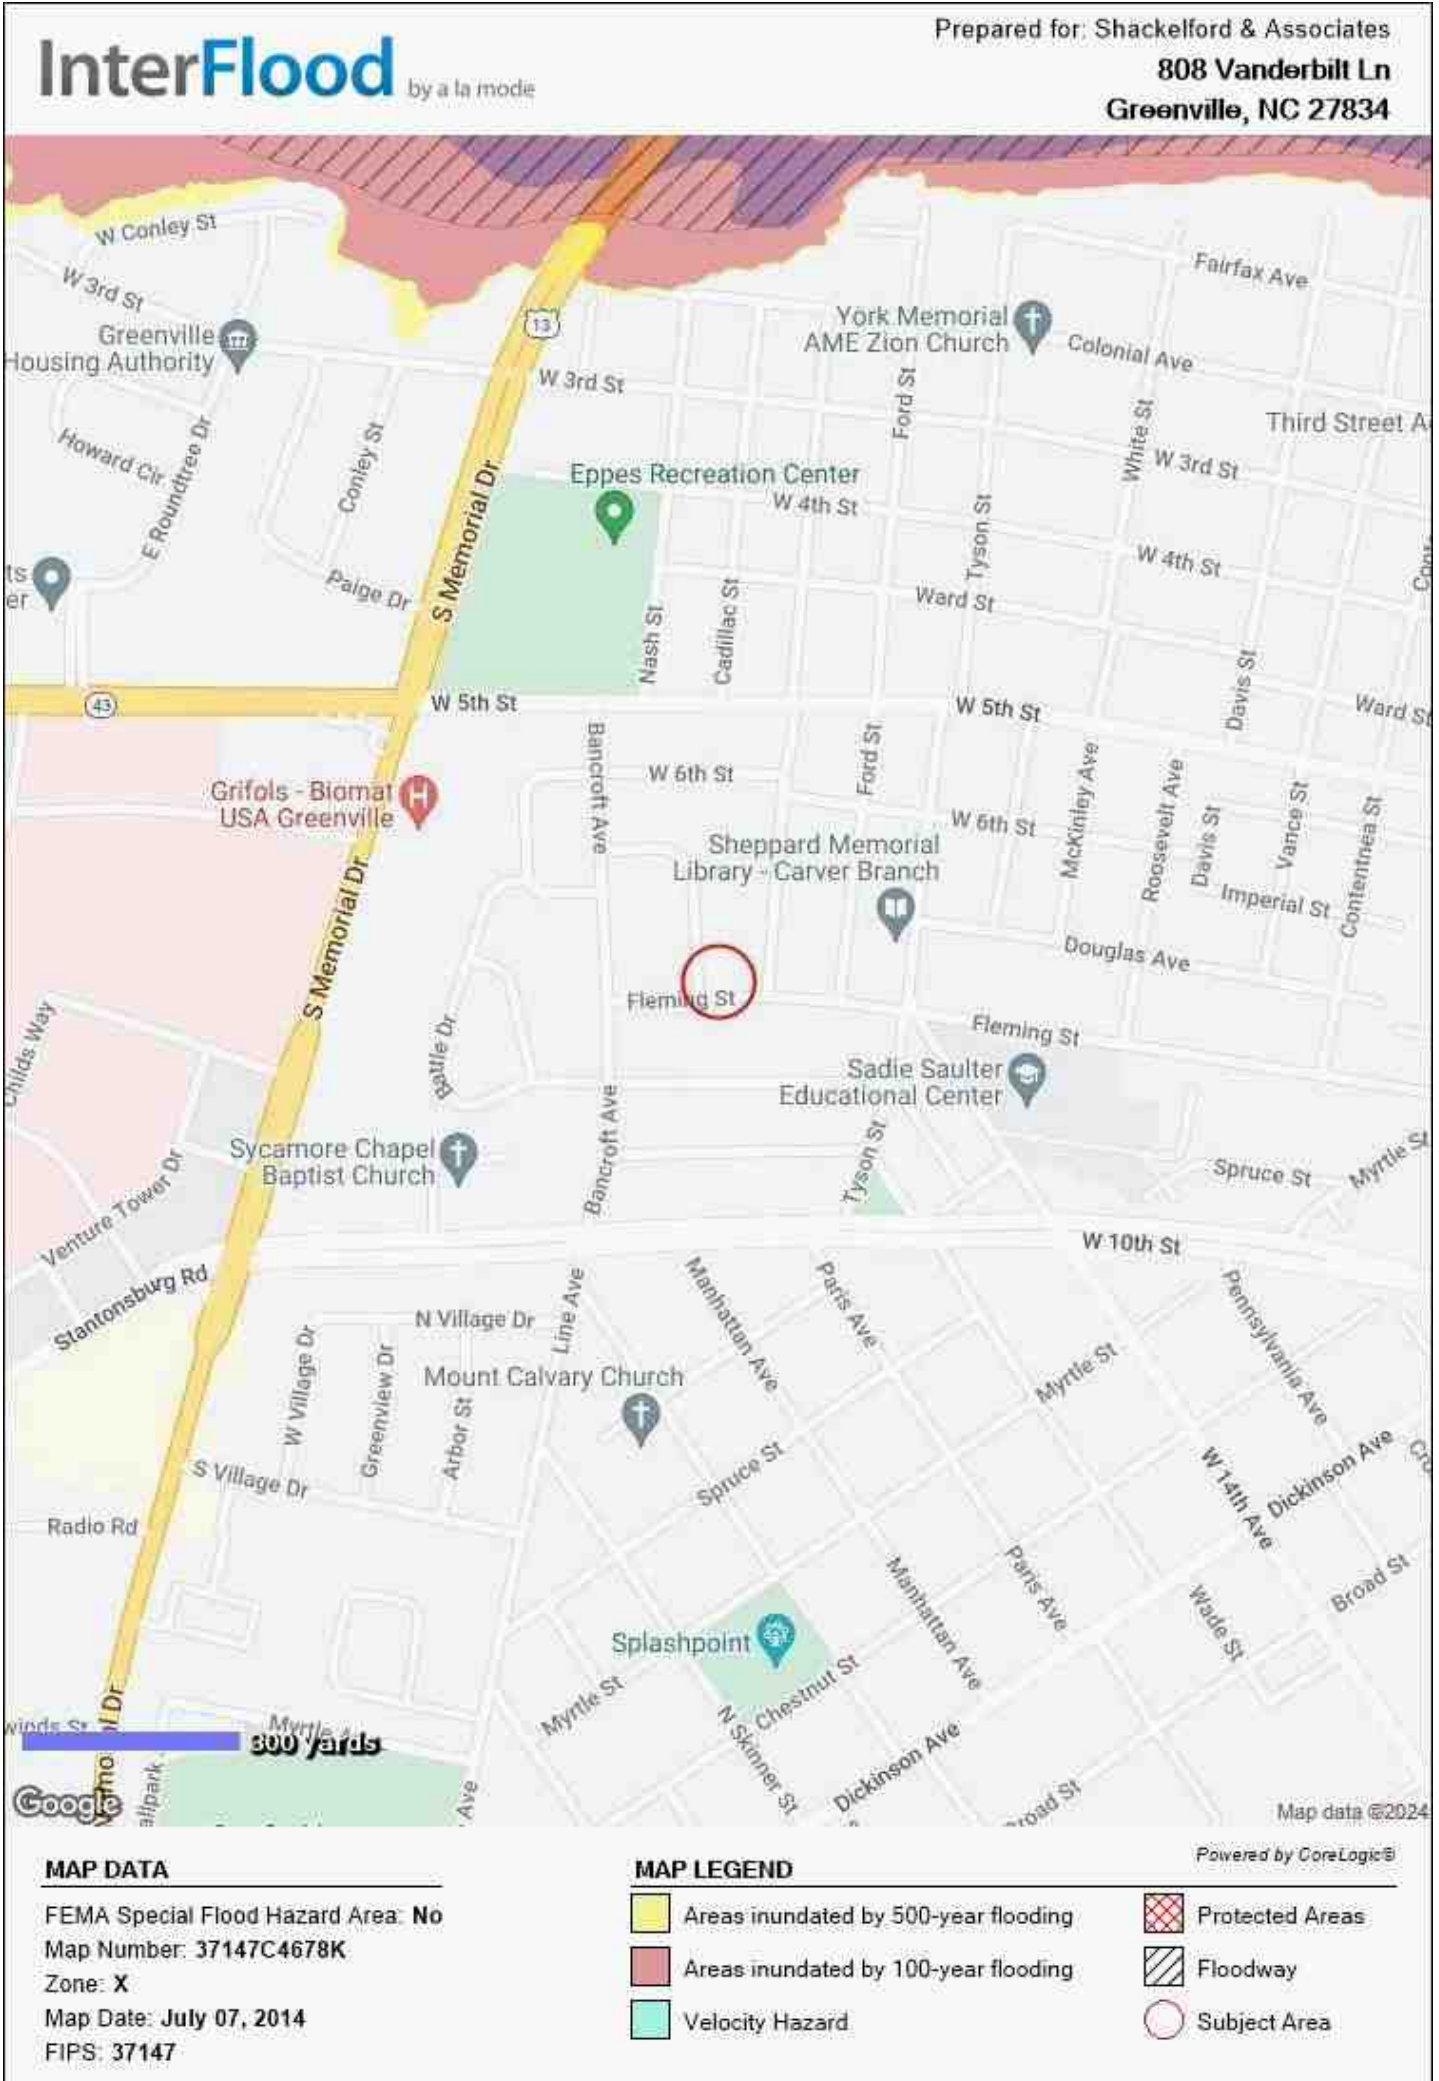 InterFlood by a la mode
Prepared for: Shackelford & Associates
808 Vanderbilt Ln
Greenville, NC 27834
W Conley St
Fairfax Ave
W 3rd St
Greenville
Housing Authority
13
York Memorial
AME Zion Church
Colonial Ave
W 3rd St
Ford St
White St
Third Street A
Howard Cir
E Roundtree Dr
Conley St
S Memorial Dr
Eppes Recreation Center
W 3rd St
W 4th St
Tyson St
W 4th St
ts
er
Paige Dr
Nash St
Cadillac St
Ward St
Davis St
43
W 5th St
W 5th St
Ward St
Bancroft Ave
W 6th St
Ford St
Grifols - Biomat
USA Greenville
W 6th St
McKinley Ave
Roosevelt Ave
Davis St
Vance St
Contentnea St
Sheppard Memorial
Library - Carver Branch
Imperial St
S Memorial Dr
Douglas Ave
Fleming St
Fleming St
Childs Way
Battle Dr
Sadie Saulter
Educational Center
Bancroft Ave
Sycamore Chapel
Baptist Church
Tyson St
Spruce St
Myrtle St
Venture Tower Dr
W 10th St
Stantonsburg Rd
Manhattan Ave
Paris Ave
Pennsylvania Ave
N Village Dr
Line Ave
W Village Dr
Greenview Dr
Arbor St
Mount Calvary Church
Myrtle St
Spruce St
S Village Dr
W 14th Ave
Dickinson Ave
Radio Rd
Manhattan Ave
Paris Ave
Wade St
Broad St
Splashpoint
Myrtle St
Chestnut St
N Skinner St
Dickinson Ave
winds St
Myrtle A
300 yards
allpark
Ave
road St
Google
Map data ©2024
Powered by CoreLogic®
MAP DATA
FEMA Special Flood Hazard Area: No
Map Number: 37147C4678K
Zone: X
Map Date: July 07, 2014
FIPS: 37147
MAP LEGEND
Areas inundated by 500-year flooding
Areas inundated by 100-year flooding
Velocity Hazard
Protected Areas
Floodway
Subject Area